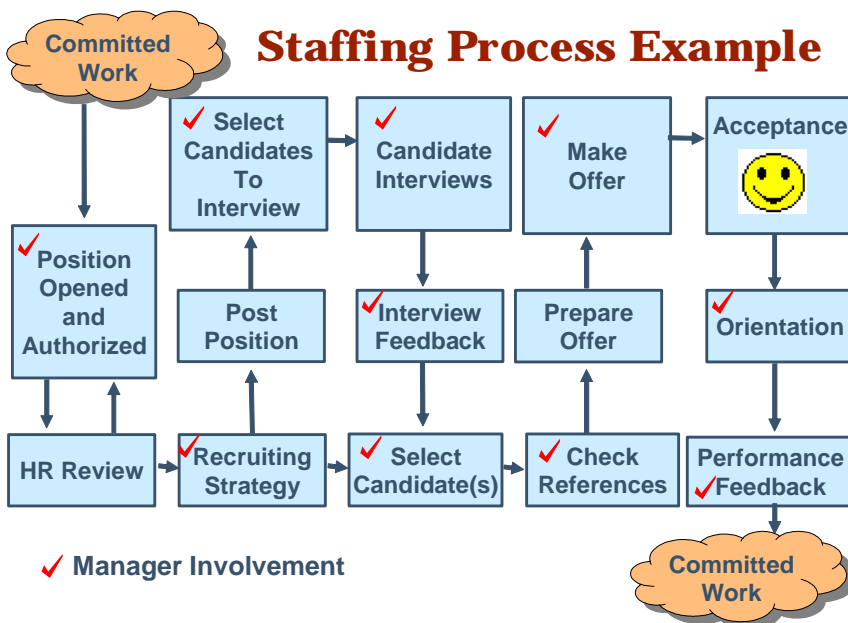 Committed
Work
Staffing Process Example
Select
Candidates
To
Interview
Candidate
Interviews
Make
Offer
Acceptance
Position
Opened
and
Authorized
Post
Position
Interview
Feedback
Prepare
Offer
Orientation
HR Review
Recruiting
Strategy
Select
Candidate(s)
Check
References
Performance
Feedback
Manager Involvement
Committed
Work